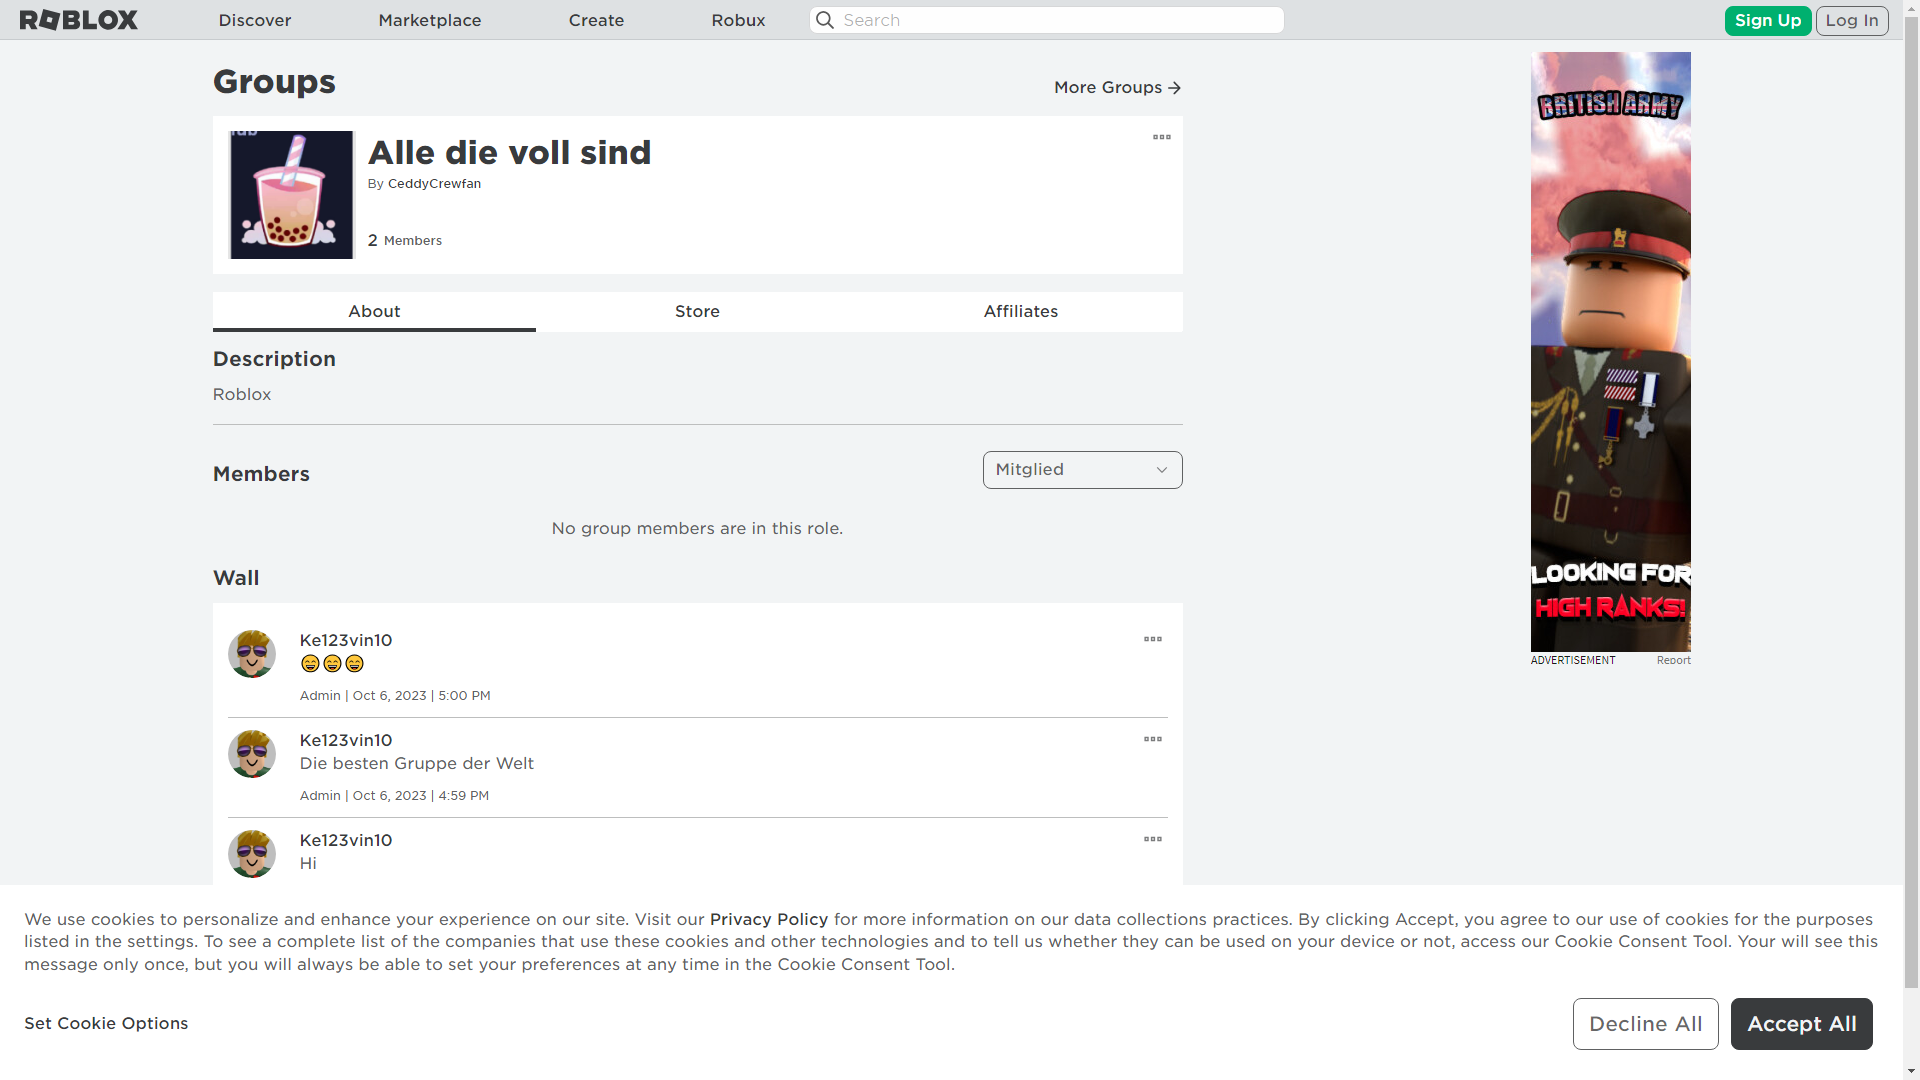 ROBLOX
Discover
Marketplace
Create
Robux
Search
Sign Up
Log In
Groups
More Groups
Alle die voll sind
By CeddyCrewfan
2 Members
About
Store
Affiliates
Description
Roblox
Members
Mitglied
No group members are in this role.
Wall
Ke123vin10
😄😄😄
Admin | Oct 6, 2023 | 5:00 PM
Ke123vin10
Die besten Gruppe der Welt
Admin | Oct 6, 2023 | 4:59 PM
Ke123vin10
Hi
BRITISH ARMY
LOOKING FOR
HIGH RANKS!
ADVERTISEMENT
Report
We use cookies to personalize and enhance your experience on our site. Visit our Privacy Policy for more information on our data collections practices. By clicking Accept, you agree to our use of cookies for the purposes
listed in the settings. To see a complete list of the companies that use these cookies and other technologies and to tell us whether they can be used on your device or not, access our Cookie Consent Tool. Your will see this
message only once, but you will always be able to set your preferences at any time in the Cookie Consent Tool.
Set Cookie Options
Decline All
Accept All